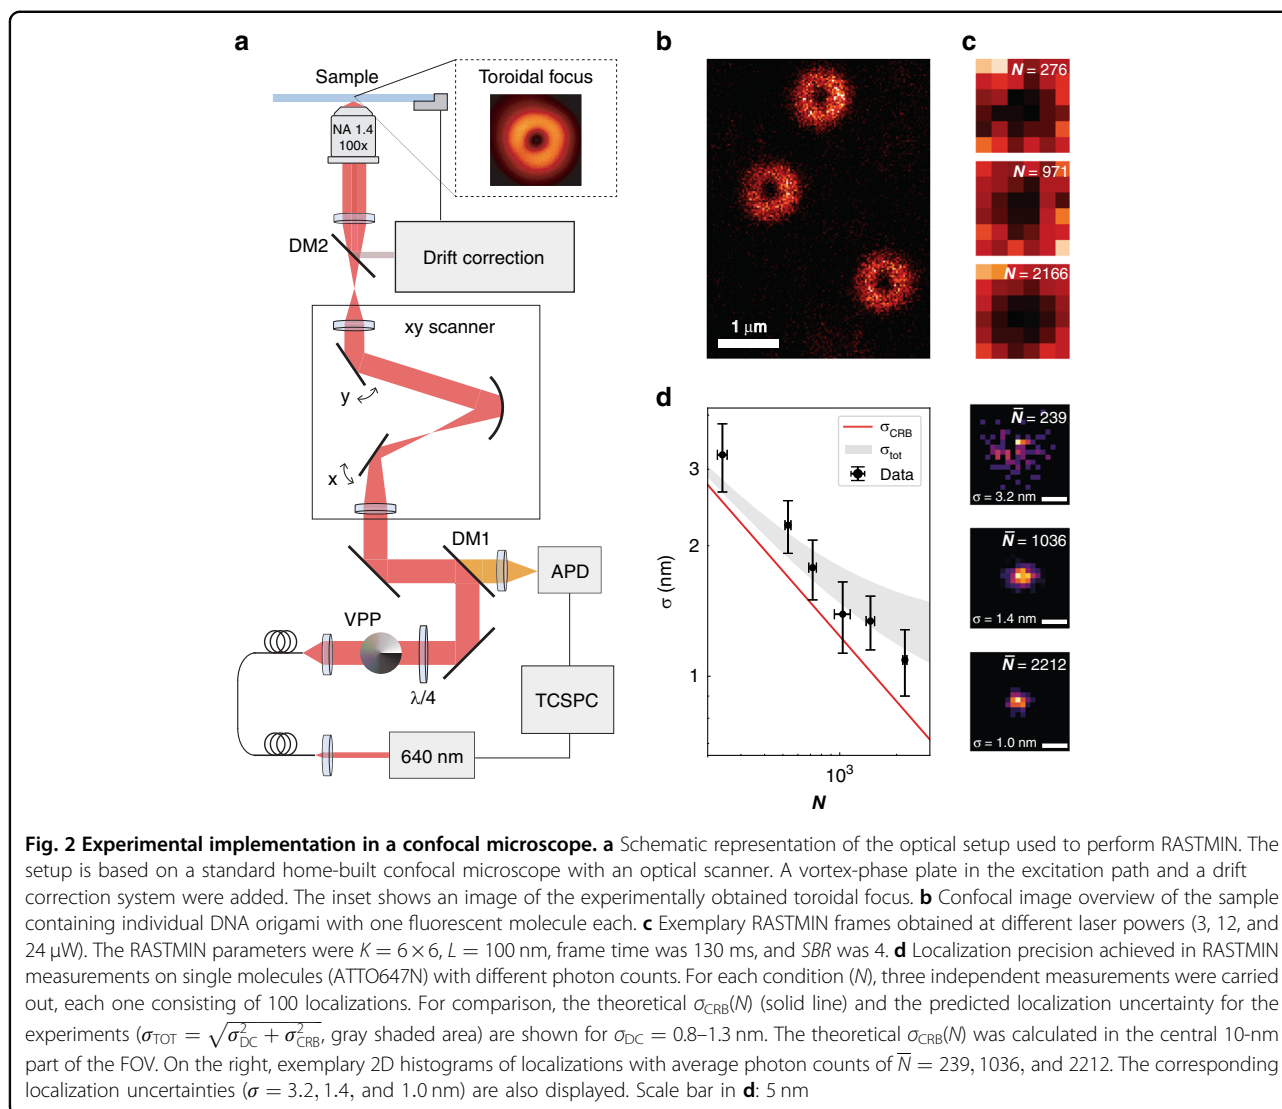 a
Sample
Toroidal focus
NA 1.4
100x
DM2
Drift correction
xy scanner
y
x
DM1
APD
VPP
λ/4
TCSPC
640 nm
b
1 μm
c
N = 276
N = 971
N = 2166
d
σCRB
σtot
Data
3
2
1
σ (nm)
10³
N
N̅ = 239
σ = 3.2 nm
N̅ = 1036
σ = 1.4 nm
N̅ = 2212
σ = 1.0 nm
Fig. 2 Experimental implementation in a confocal microscope. a Schematic representation of the optical setup used to perform RASTMIN. The
setup is based on a standard home-built confocal microscope with an optical scanner. A vortex-phase plate in the excitation path and a drift
correction system were added. The inset shows an image of the experimentally obtained toroidal focus. b Confocal image overview of the sample
containing individual DNA origami with one fluorescent molecule each. c Exemplary RASTMIN frames obtained at different laser powers (3, 12, and
24 μW). The RASTMIN parameters were K = 6 × 6, L = 100 nm, frame time was 130 ms, and SBR was 4. d Localization precision achieved in RASTMIN
measurements on single molecules (ATTO647N) with different photon counts. For each condition (N), three independent measurements were carried
out, each one consisting of 100 localizations. For comparison, the theoretical σCRB(N) (solid line) and the predicted localization uncertainty for the
experiments (σTOT = √(σ²DC + σ²CRB), gray shaded area) are shown for σDC = 0.8–1.3 nm. The theoretical σCRB(N) was calculated in the central 10-nm
part of the FOV. On the right, exemplary 2D histograms of localizations with average photon counts of N̅ = 239, 1036, and 2212. The corresponding
localization uncertainties (σ = 3.2, 1.4, and 1.0 nm) are also displayed. Scale bar in d: 5 nm